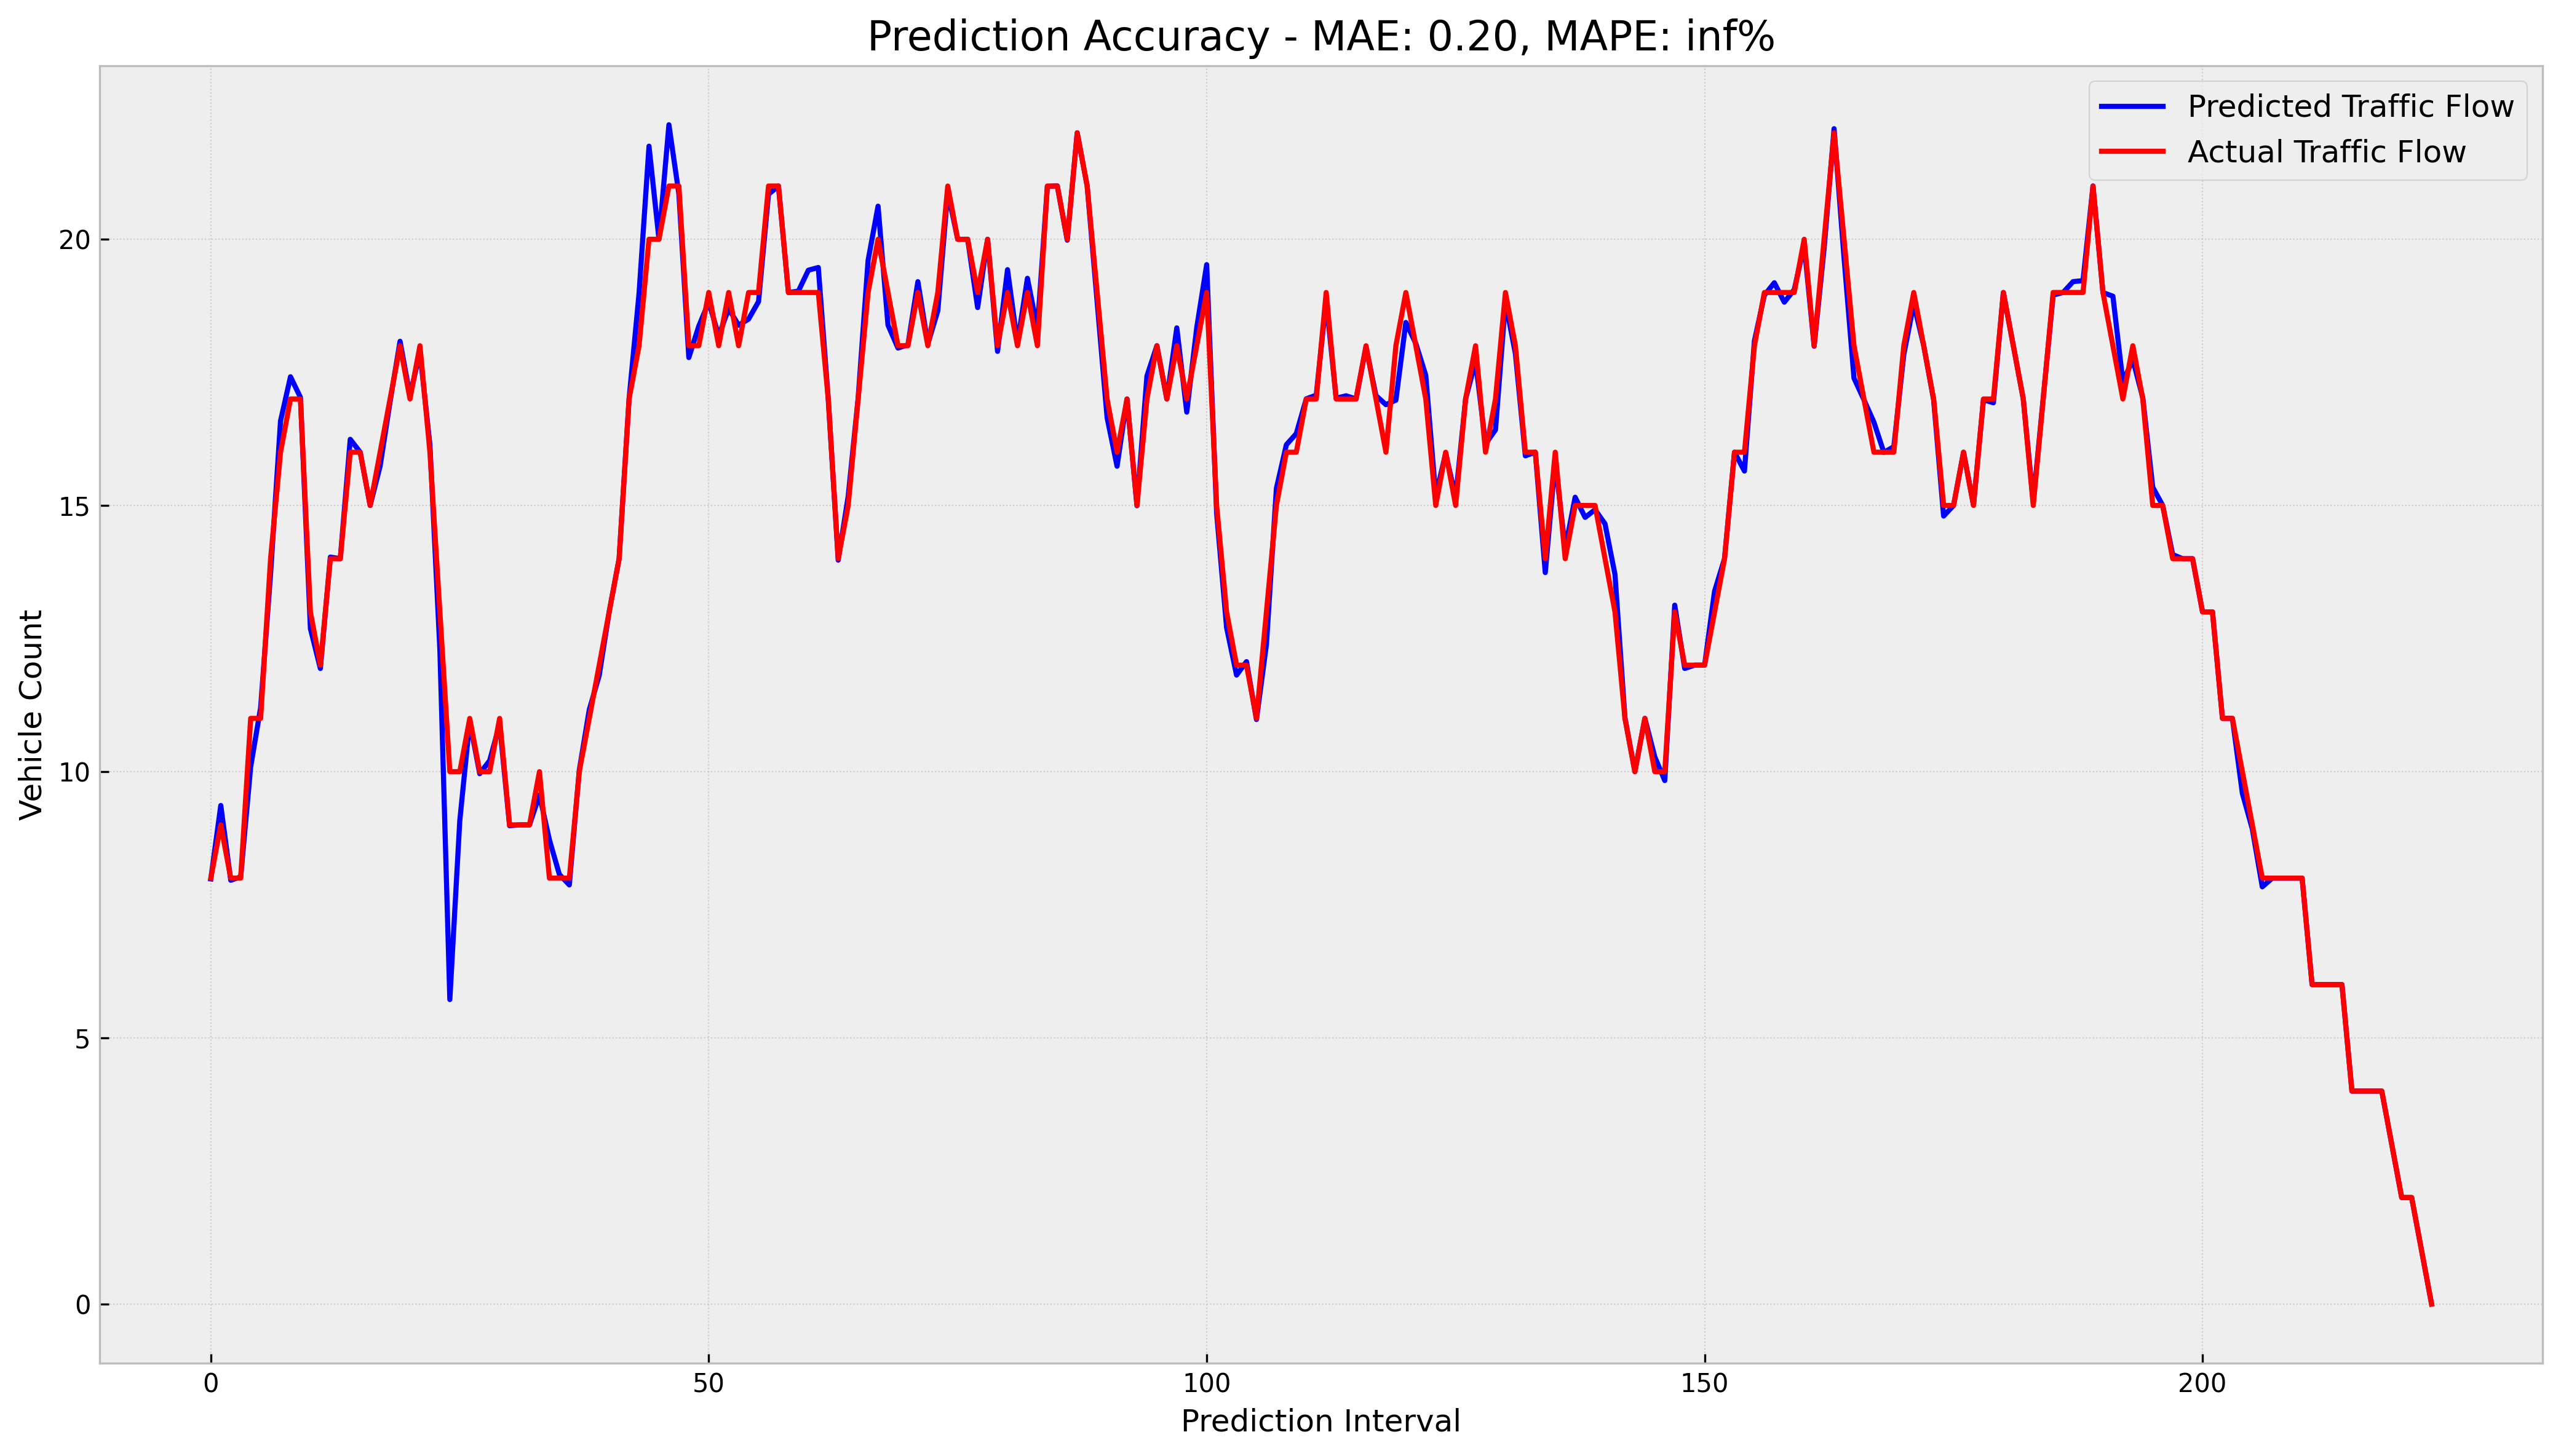 Prediction Accuracy - MAE: 0.20, MAPE: inf%
Predicted Traffic Flow
Actual Traffic Flow
Vehicle Count
20
15
10
5
0
0 50 100 150 200
Prediction Interval